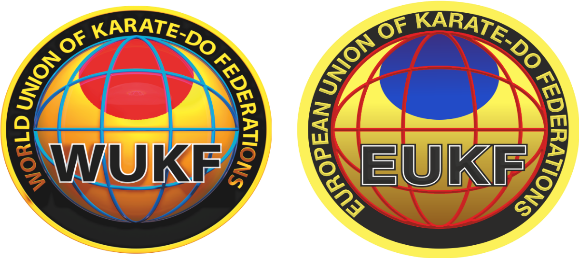 WORLD UNION OF KARATE-DO FEDERATIONS
WUKF
EUROPEAN UNION OF KARATE-DO FEDERATIONS
EUKF